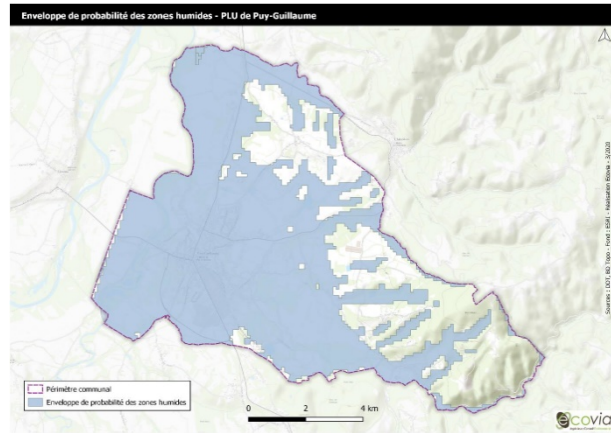 Enveloppe de probabilité des zones humides - PLU de Puy-Guillaume
Sources : DDT, BD Topo - Fond : ESRI - Réalisation Ecovia - 3/2020
Périmètre communal
Enveloppe de probabilité des zones humides
0 2 4 km
ecovia